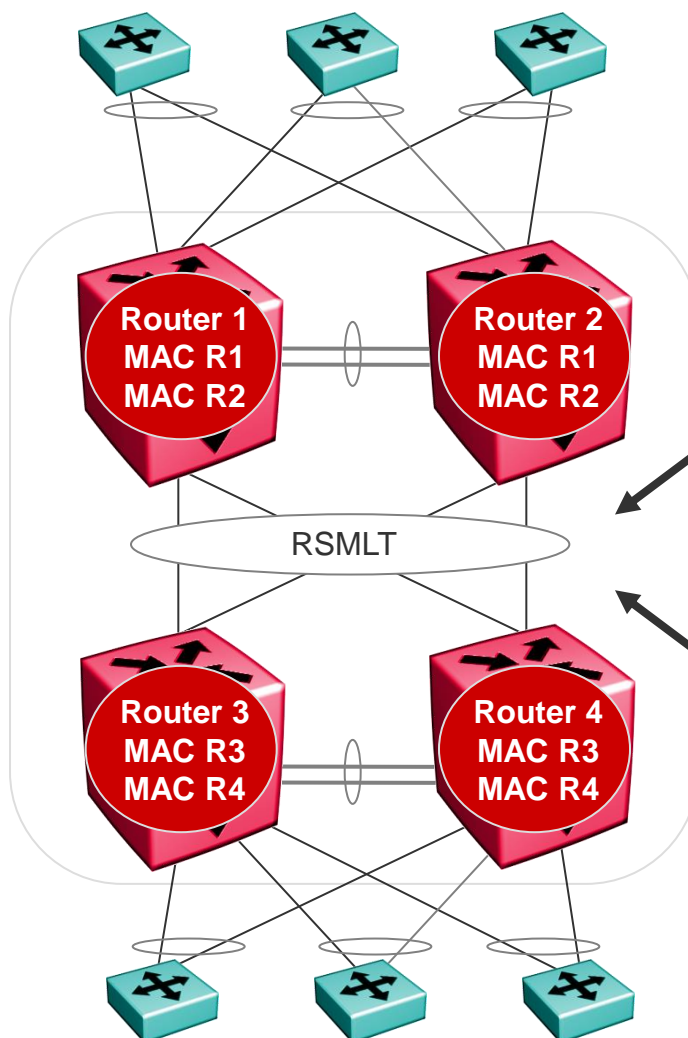 Router 1
MAC R1
MAC R2
Router 2
MAC R1
MAC R2
RSMLT
Router 3
MAC R3
MAC R4
Router 4
MAC R3
MAC R4